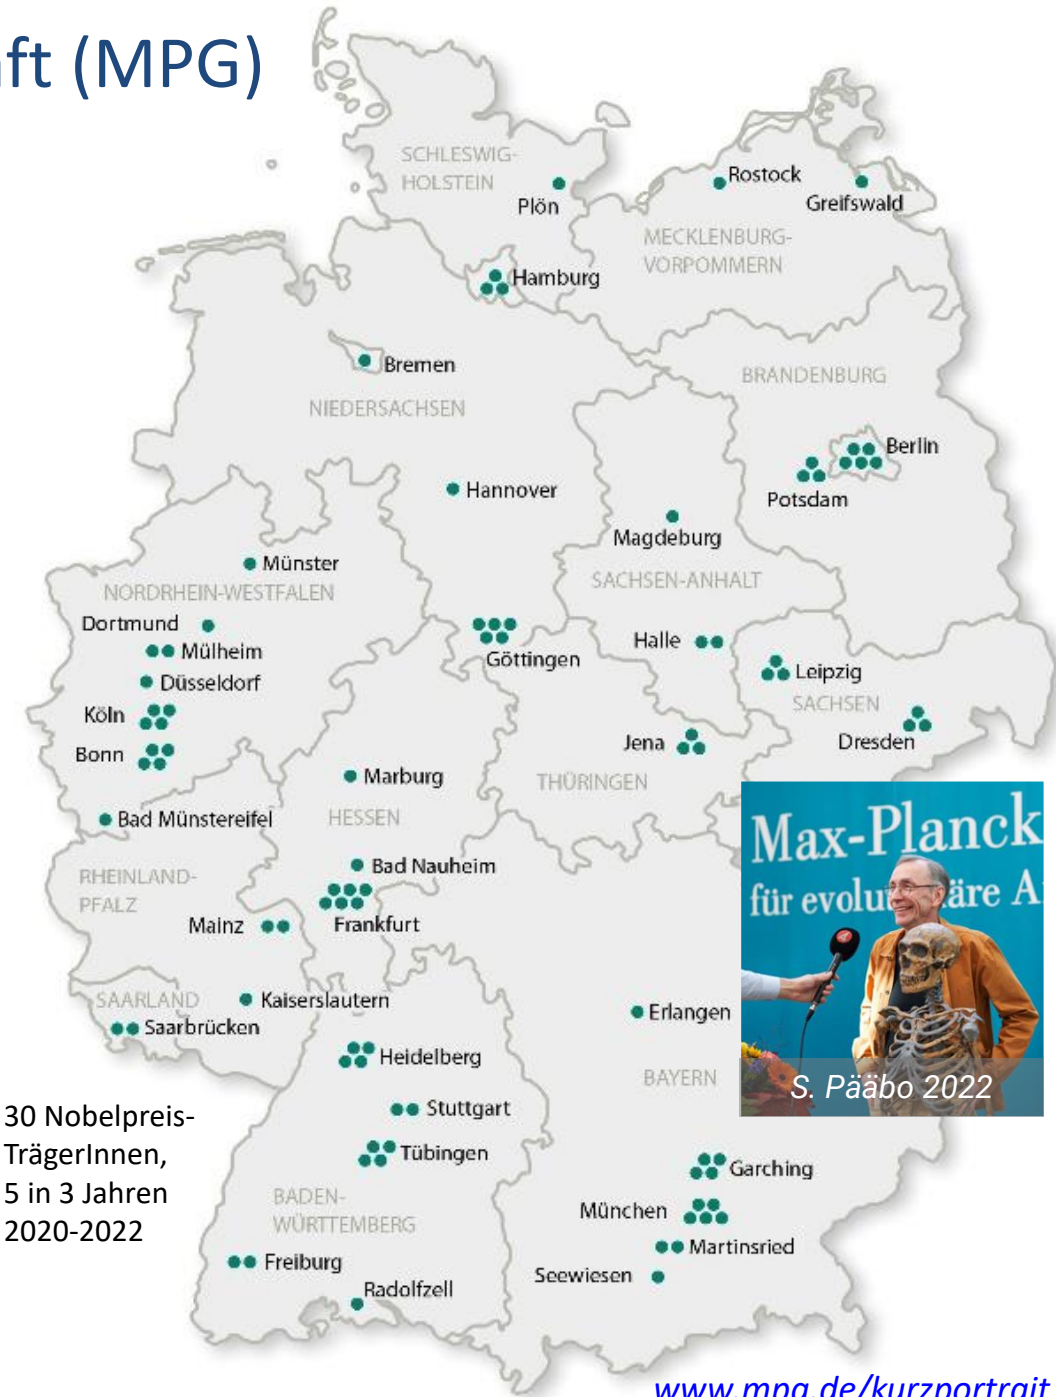 ft (MPG)
SCHLESWIG-
HOLSTEIN
Plön
Rostock
Greifswald
MECKLENBURG-
VORPOMMERN
Hamburg
Bremen
NIEDERSACHSEN
BRANDENBURG
Berlin
Potsdam
Hannover
Magdeburg
SACHSEN-ANHALT
Münster
NORDRHEIN-WESTFALEN
Dortmund
Mülheim
Düsseldorf
Köln
Bonn
Göttingen
Halle
Leipzig
SACHSEN
Dresden
Jena
THÜRINGEN
Marburg
HESSEN
Bad Münstereifel
Bad Nauheim
RHEINLAND-
PFALZ
Mainz
Frankfurt
Max-Planck
für evolu äre A
S. Pääbo 2022
SAARLAND
Kaiserslautern
Saarbrücken
Erlangen
Heidelberg
BAYERN
Stuttgart
30 Nobelpreis-
TrägerInnen,
5 in 3 Jahren
2020-2022
Tübingen
Garching
BADEN-
WÜRTTEMBERG
München
Martinsried
Freiburg
Seewiesen
Radolfzell
www.mpg.de/kurzportrait